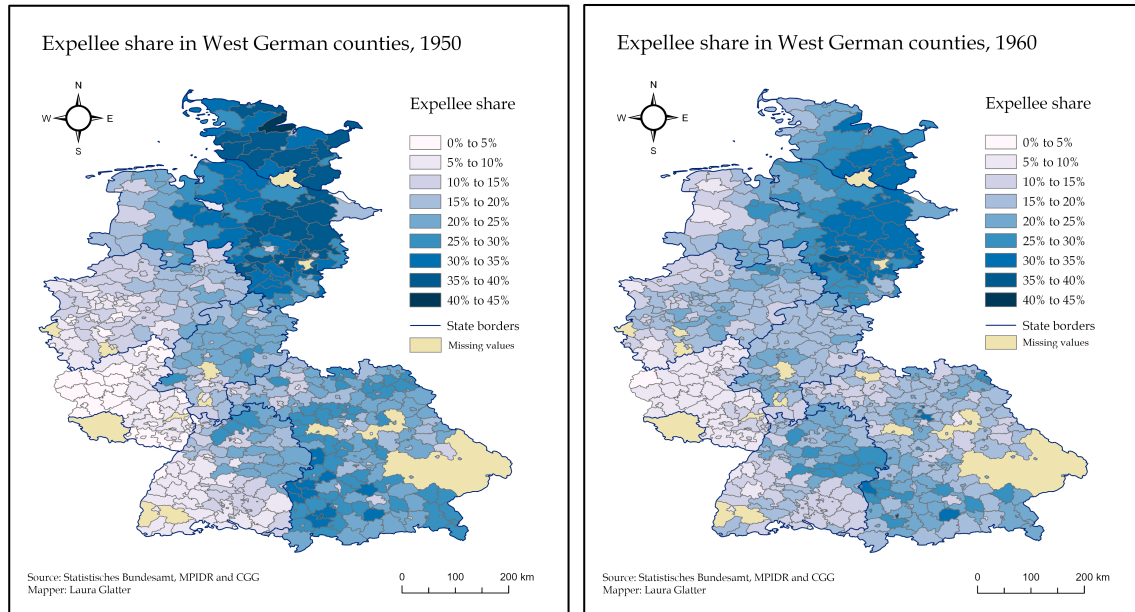 Expellee share in West German counties, 1950
N
W
E
S
Expellee share
0% to 5%
5% to 10%
10% to 15%
15% to 20%
20% to 25%
25% to 30%
30% to 35%
35% to 40%
40% to 45%
State borders
Missing values
Source: Statistisches Bundesamt, MPIDR and CGG
Mapper: Laura Glatter
0 100 200 km
Expellee share in West German counties, 1960
N
W
E
S
Expellee share
0% to 5%
5% to 10%
10% to 15%
15% to 20%
20% to 25%
25% to 30%
30% to 35%
35% to 40%
40% to 45%
State borders
Missing values
Source: Statistisches Bundesamt, MPIDR and CGG
Mapper: Laura Glatter
0 100 200 km